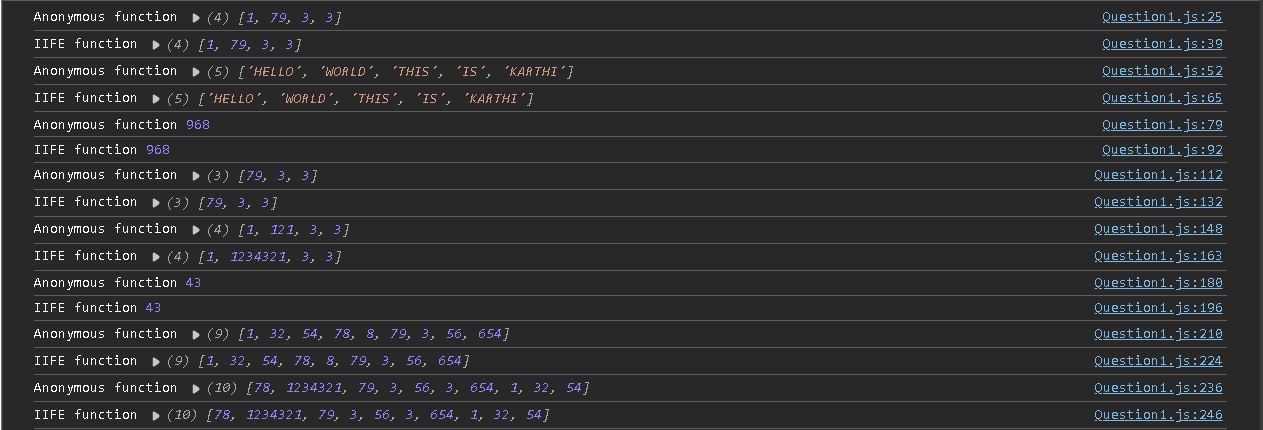 Anonymous function ▶ (4) [1, 79, 3, 3] Question1.js:25
IIFE function ▶ (4) [1, 79, 3, 3] Question1.js:39
Anonymous function ▶ (5) ['HELLO', 'WORLD', 'THIS', 'IS', 'KARTHI'] Question1.js:52
IIFE function ▶ (5) ['HELLO', 'WORLD', 'THIS', 'IS', 'KARTHI'] Question1.js:65
Anonymous function 968 Question1.js:79
IIFE function 968 Question1.js:92
Anonymous function ▶ (3) [79, 3, 3] Question1.js:112
IIFE function ▶ (3) [79, 3, 3] Question1.js:132
Anonymous function ▶ (4) [1, 121, 3, 3] Question1.js:148
IIFE function ▶ (4) [1, 1234321, 3, 3] Question1.js:163
Anonymous function 43 Question1.js:180
IIFE function 43 Question1.js:196
Anonymous function ▶ (9) [1, 32, 54, 78, 8, 79, 3, 56, 654] Question1.js:210
IIFE function ▶ (9) [1, 32, 54, 78, 8, 79, 3, 56, 654] Question1.js:224
Anonymous function ▶ (10) [78, 1234321, 79, 3, 56, 3, 654, 1, 32, 54] Question1.js:236
IIFE function ▶ (10) [78, 1234321, 79, 3, 56, 3, 654, 1, 32, 54] Question1.js:246